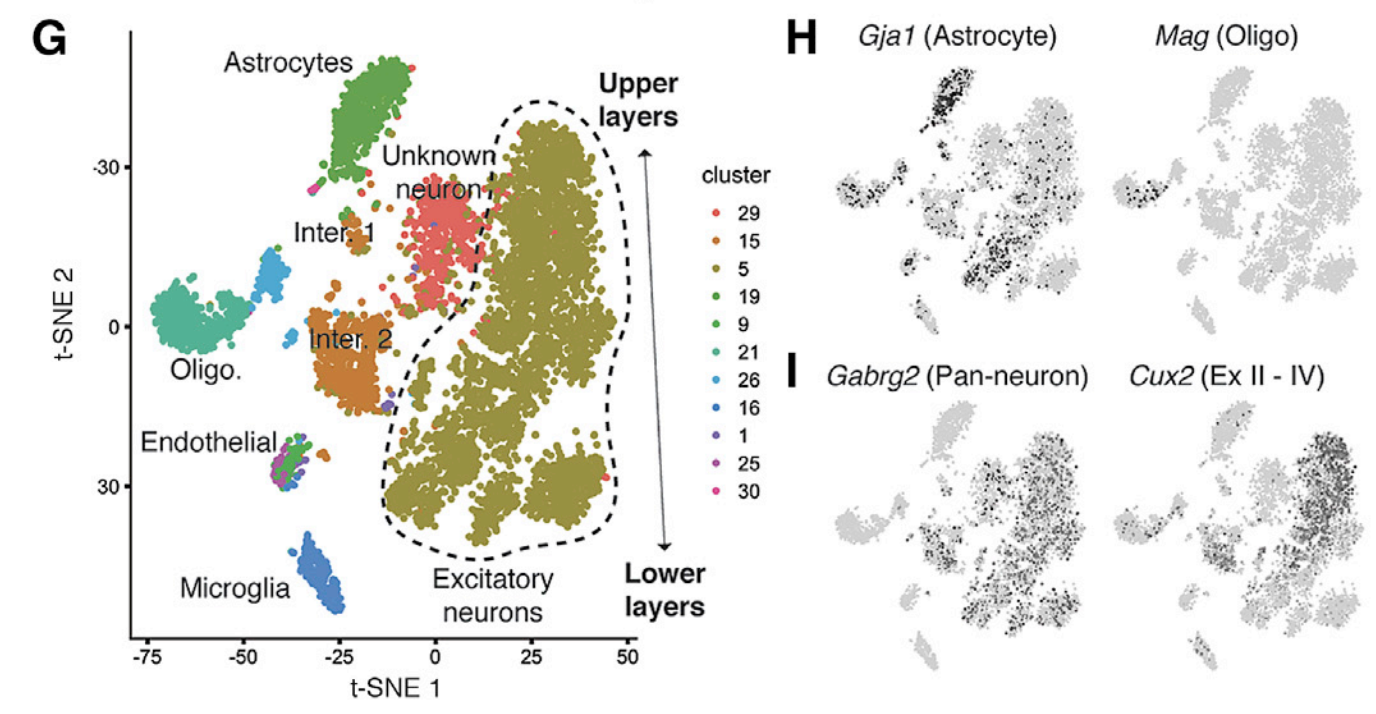 G
Astrocytes
Upper
layers
Unknown
neuron
Inter. 1
Inter. 2
Oligo.
Endothelial
Microglia
Excitatory
neurons
Lower
layers
t-SNE 2
-30
0
30
-75 -50 -25 0 25 50
t-SNE 1
cluster
29
15
5
19
9
21
26
16
1
25
30
H
Gja1 (Astrocyte) Mag (Oligo)
I
Gabrg2 (Pan-neuron) Cux2 (Ex II - IV)